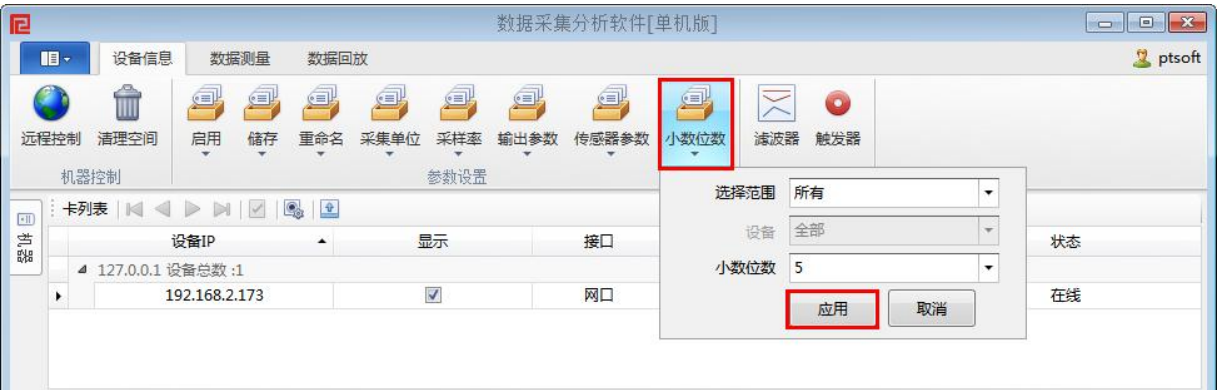 数据采集分析软件[单机版]
设备信息 数据测量 数据回放 ptsoft
远程控制 清理空间 启用 储存 重命名 采集单位 采样率 输出参数 传感器参数 小数位数 滤波器 触发器
机器控制 参数设置
选择范围 所有
卡列表
设备 全部
机器
设备IP 显示 接口 状态
小数位数 5
127.0.0.1 设备总数 :1
192.168.2.173 网口 在线
应用 取消